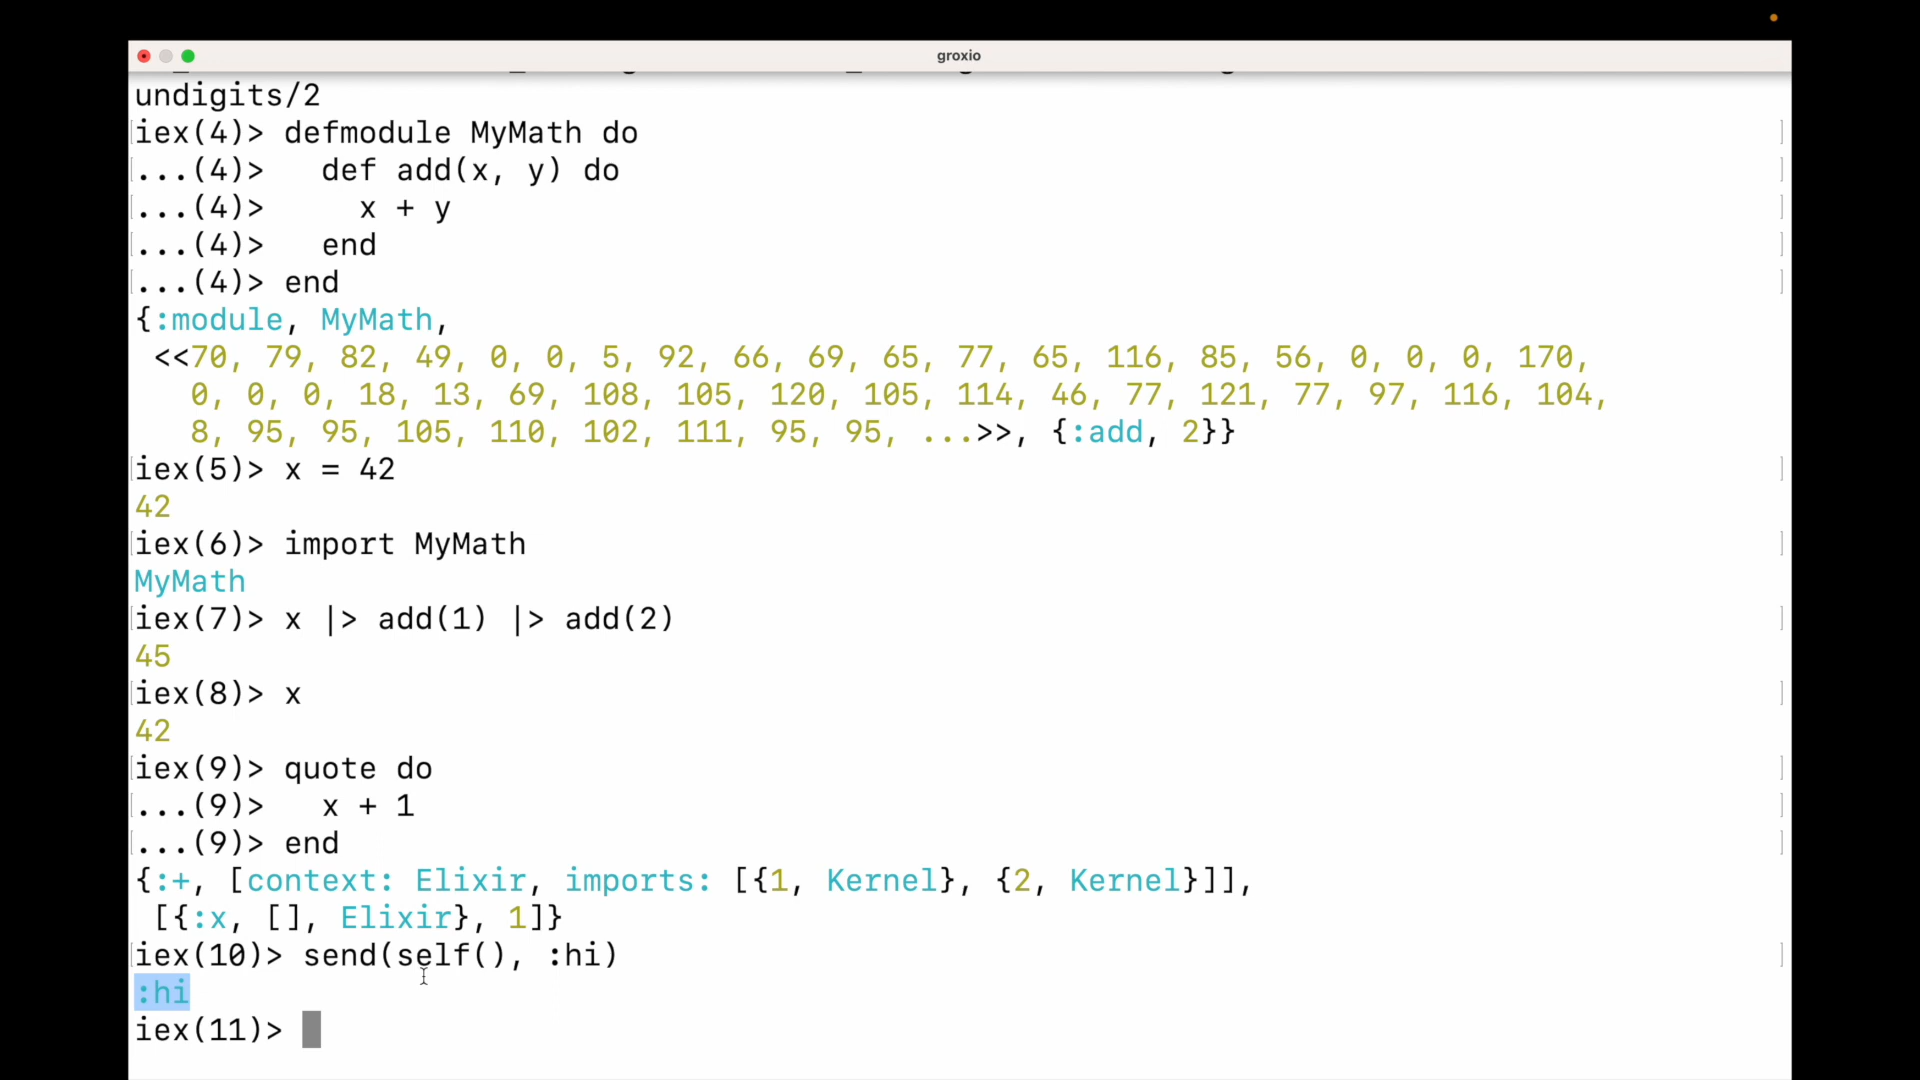 groxio
undigits/2
iex(4)> defmodule MyMath do
...(4)>   def add(x, y) do
...(4)>     x + y
...(4)>   end
...(4)> end
{:module, MyMath,
 <<70, 79, 82, 49, 0, 0, 5, 92, 66, 69, 65, 77, 65, 116, 85, 56, 0, 0, 0, 170,
   0, 0, 0, 18, 13, 69, 108, 105, 120, 105, 114, 46, 77, 121, 77, 97, 116, 104,
   8, 95, 95, 105, 110, 102, 111, 95, 95, ...>>, {:add, 2}}
iex(5)> x = 42
42
iex(6)> import MyMath
MyMath
iex(7)> x |> add(1) |> add(2)
45
iex(8)> x
42
iex(9)> quote do
...(9)>   x + 1
...(9)> end
{:+, [context: Elixir, imports: [{1, Kernel}, {2, Kernel}]],
 [{:x, [], Elixir}, 1]}
iex(10)> send(self(), :hi)
:hi
iex(11)>